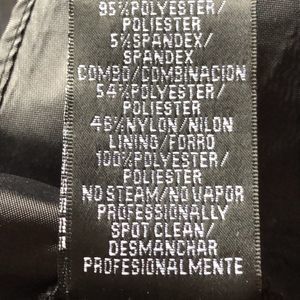 95%POLYESTER/
POLIESTER
5%SPANDEX/
SPANDEX
COMBO/COMBINACION
54%POLYESTER/
POLIESTER
46%NYLON/NILON
LINING/FORRO
100%POLYESTER/
POLIESTER
NO STEAM/NO VAPOR
PROFESSIONALLY
SPOT CLEAN/
DESMANCHAR
PROFESIONALMENTE